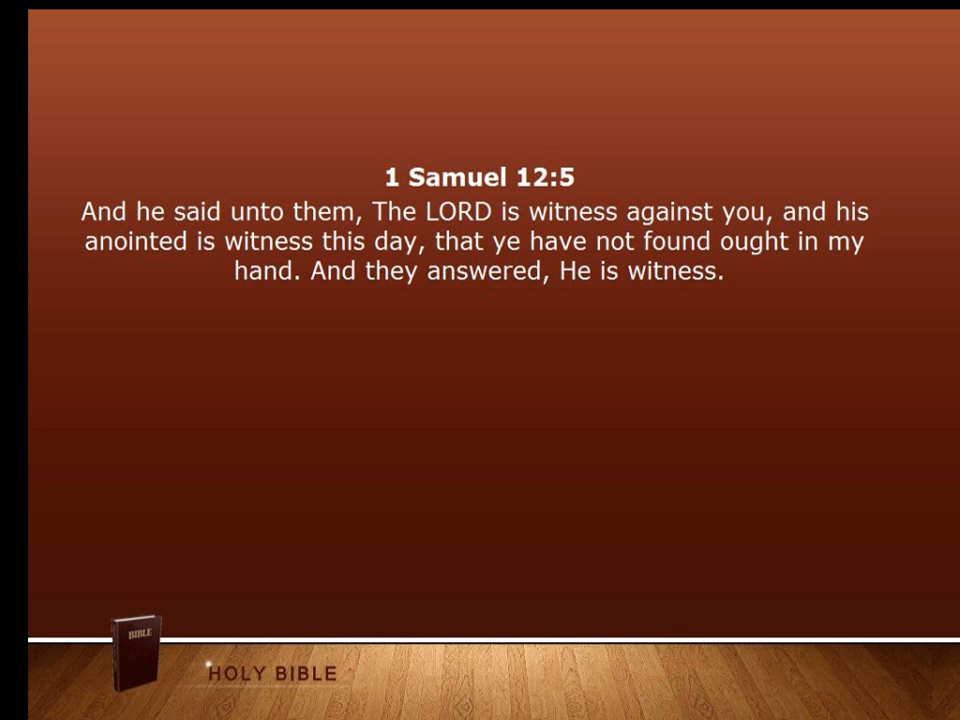 1 Samuel 12:5
And he said unto them, The LORD is witness against you, and his
anointed is witness this day, that ye have not found ought in my
hand. And they answered, He is witness.
BIBLE
HOLY BIBLE